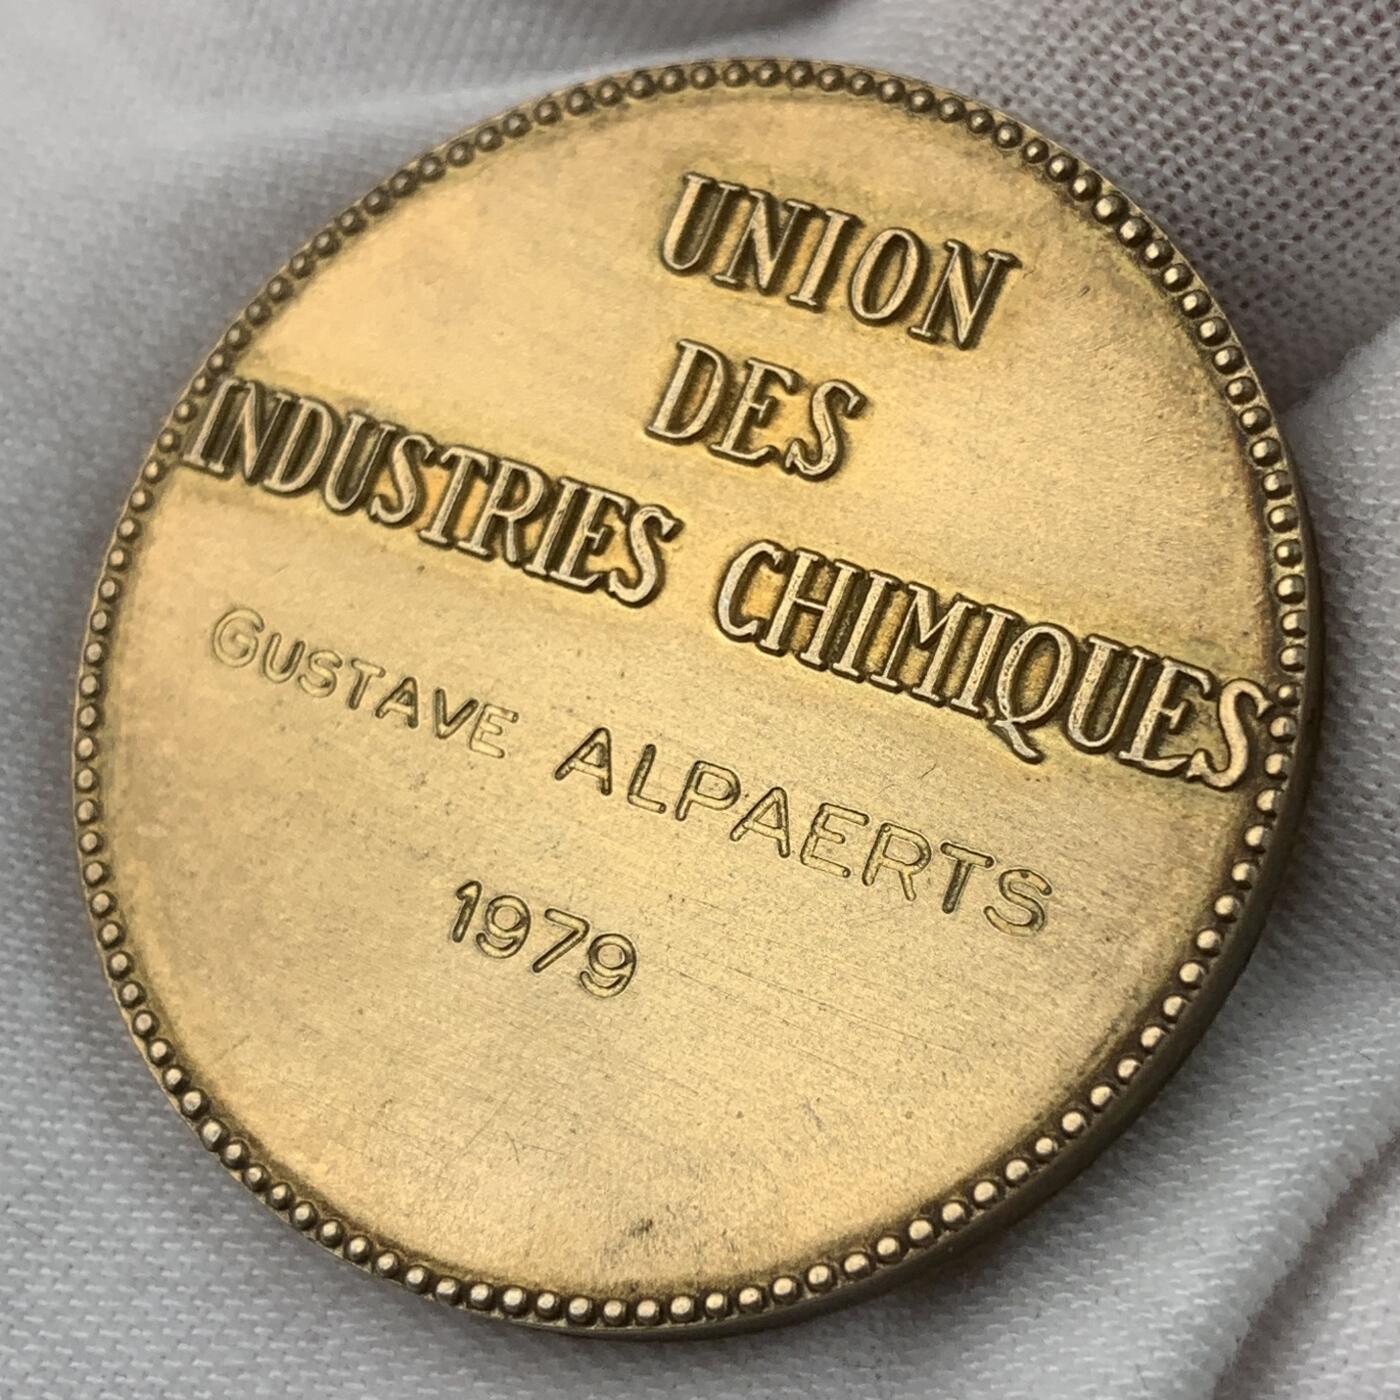 UNION
DES
INDUSTRIES CHIMIQUES
GUSTAVE ALPAERTS
1979